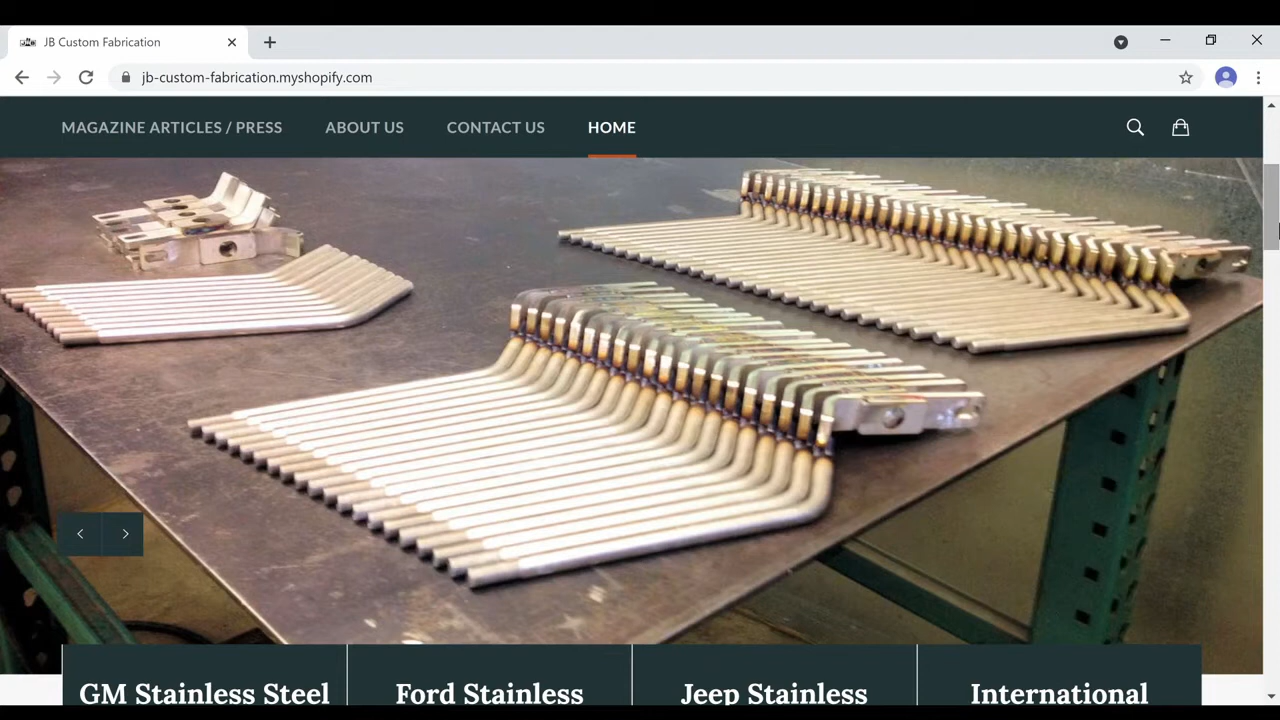 JB Custom Fabrication
jb-custom-fabrication.myshopify.com
MAGAZINE ARTICLES / PRESS ABOUT US CONTACT US HOME
GM Stainless Steel Ford Stainless Jeep Stainless International